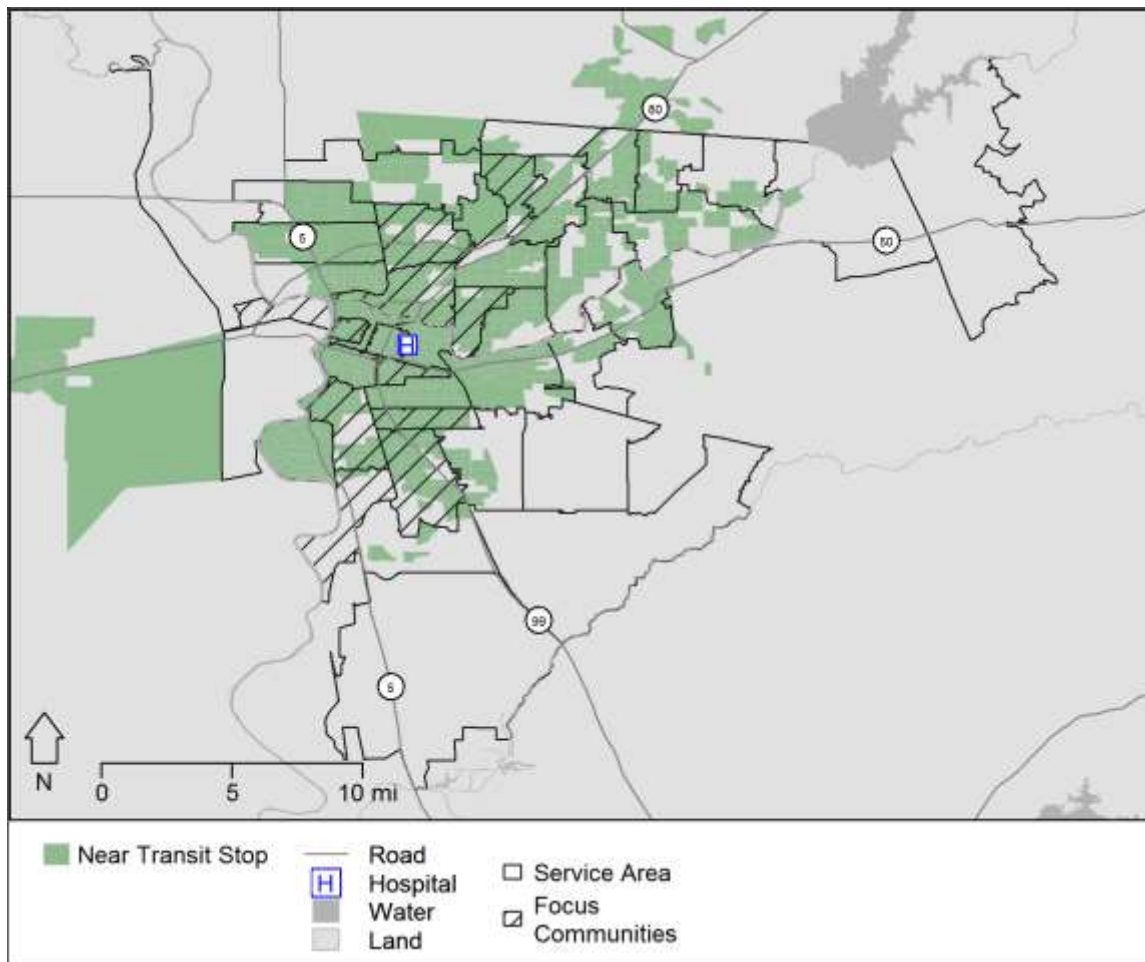 80
5
50
H
99
5
N
0 5 10 mi
Near Transit Stop
Road
H Hospital
Water
Land
Service Area
Focus
Communities